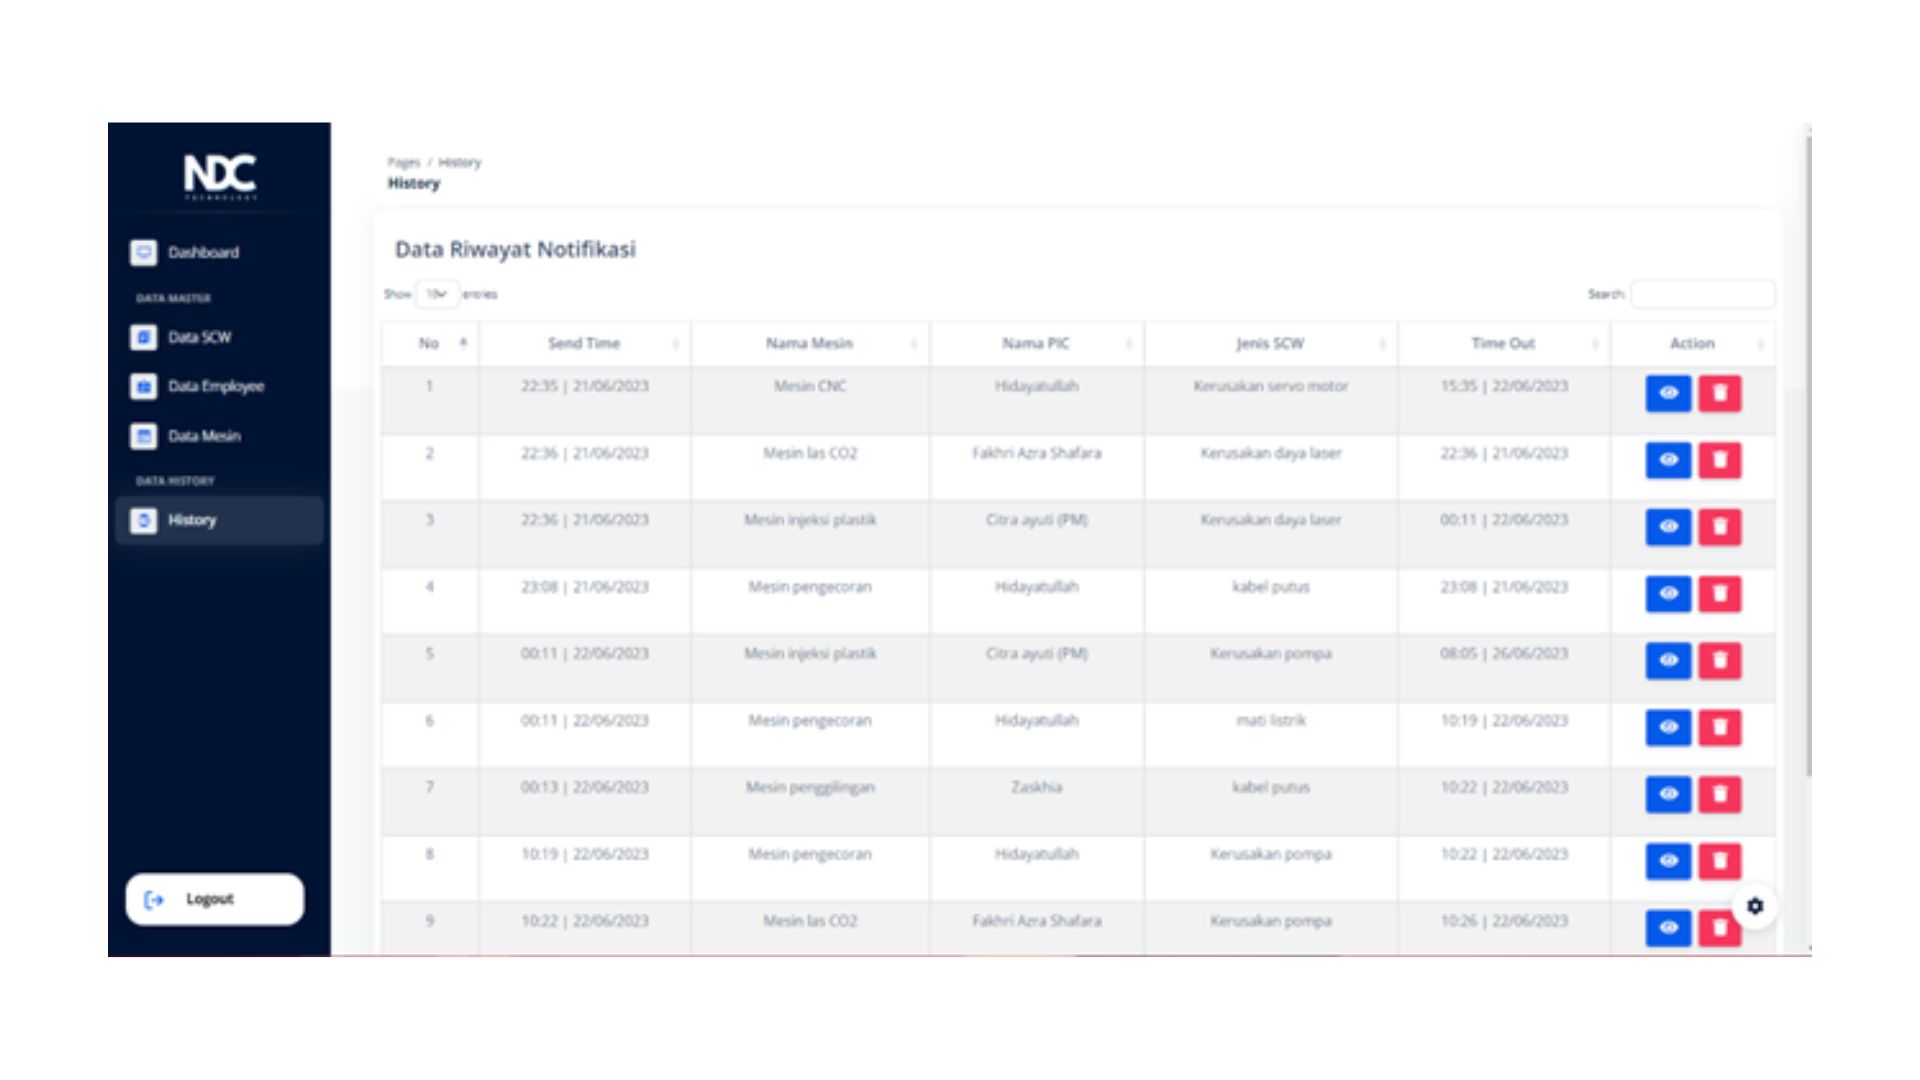 NDC
TECHNOLOGY
Dashboard
DATA MASTER
Data SCW
Data Employee
Data Mesin
DATA HISTORY
History
Logout
Pages / History
History
Data Riwayat Notifikasi
Show 10 entries
Search:
No Send Time Nama Mesin Nama PIC Jenis SCW Time Out Action
1 22:35 | 21/06/2023 Mesin CNC Hidayatullah Kerusakan servo motor 15:35 | 22/06/2023
2 22:36 | 21/06/2023 Mesin las CO2 Fakhri Azra Shafara Kerusakan daya laser 22:36 | 21/06/2023
3 22:36 | 21/06/2023 Mesin injeksi plastik Citra ayuti (PM) Kerusakan daya laser 00:11 | 22/06/2023
4 23:08 | 21/06/2023 Mesin pengecoran Hidayatullah kabel putus 23:08 | 21/06/2023
5 00:11 | 22/06/2023 Mesin injeksi plastik Citra ayuti (PM) Kerusakan pompa 08:05 | 26/06/2023
6 00:11 | 22/06/2023 Mesin pengecoran Hidayatullah mati listrik 10:19 | 22/06/2023
7 00:13 | 22/06/2023 Mesin penggilingan Zaskhia kabel putus 10:22 | 22/06/2023
8 10:19 | 22/06/2023 Mesin pengecoran Hidayatullah Kerusakan pompa 10:22 | 22/06/2023
9 10:22 | 22/06/2023 Mesin las CO2 Fakhri Azra Shafara Kerusakan pompa 10:26 | 22/06/2023